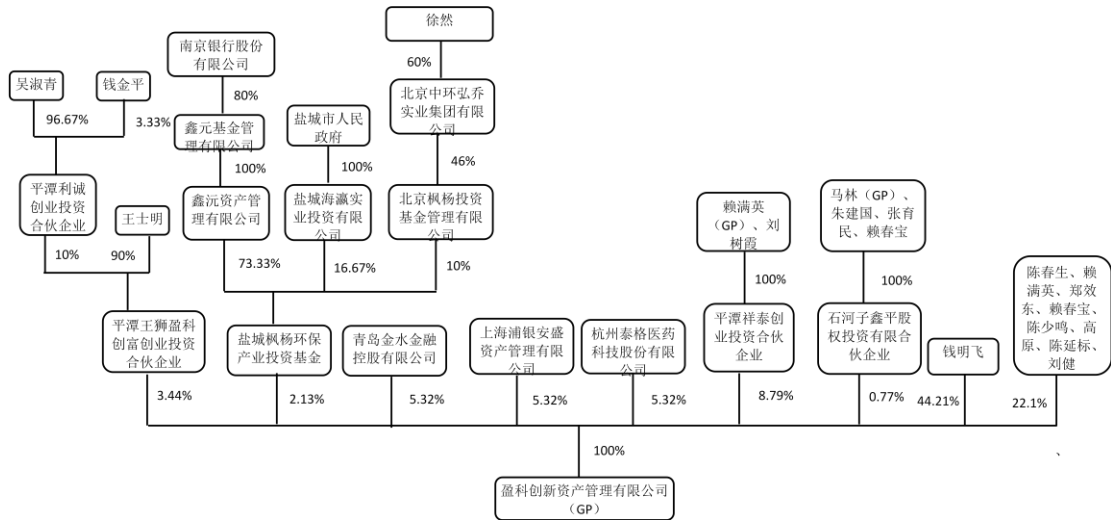 徐然
60%
南京银行股份
有限公司
吴淑青
钱金平
80%
北京中环弘乔
实业集团有限
公司
96.67%
3.33%
鑫元基金管
理有限公司
盐城市人民
政府
46%
100%
100%
平潭利诚
创业投资
合伙企业
王士明
鑫沅资产管
理有限公司
盐城海瀛实
业投资有限
公司
北京枫杨投资
基金管理有限
公司
赖满英
（GP）、刘
树霞
马林（GP）、
朱建国、张育
民、赖春宝
10%
90%
73.33%
16.67%
10%
100%
100%
陈春生、赖
满英、郑效
东、赖春宝、
陈少鸣、高
原、陈延标、
刘健
平潭王狮盈科
创富创业投资
合伙企业
盐城枫杨环保
产业投资基金
青岛金水金融
控股有限公司
上海浦银安盛
资产管理有限
公司
杭州泰格医药
科技股份有限
公司
平潭祥泰创
业投资合伙
企业
石河子鑫平股
权投资有限合
伙企业
钱明飞
3.44%
2.13%
5.32%
5.32%
5.32%
8.79%
0.77%
44.21%
22.1%
100%
、
盈科创新资产管理有限公司
（GP）